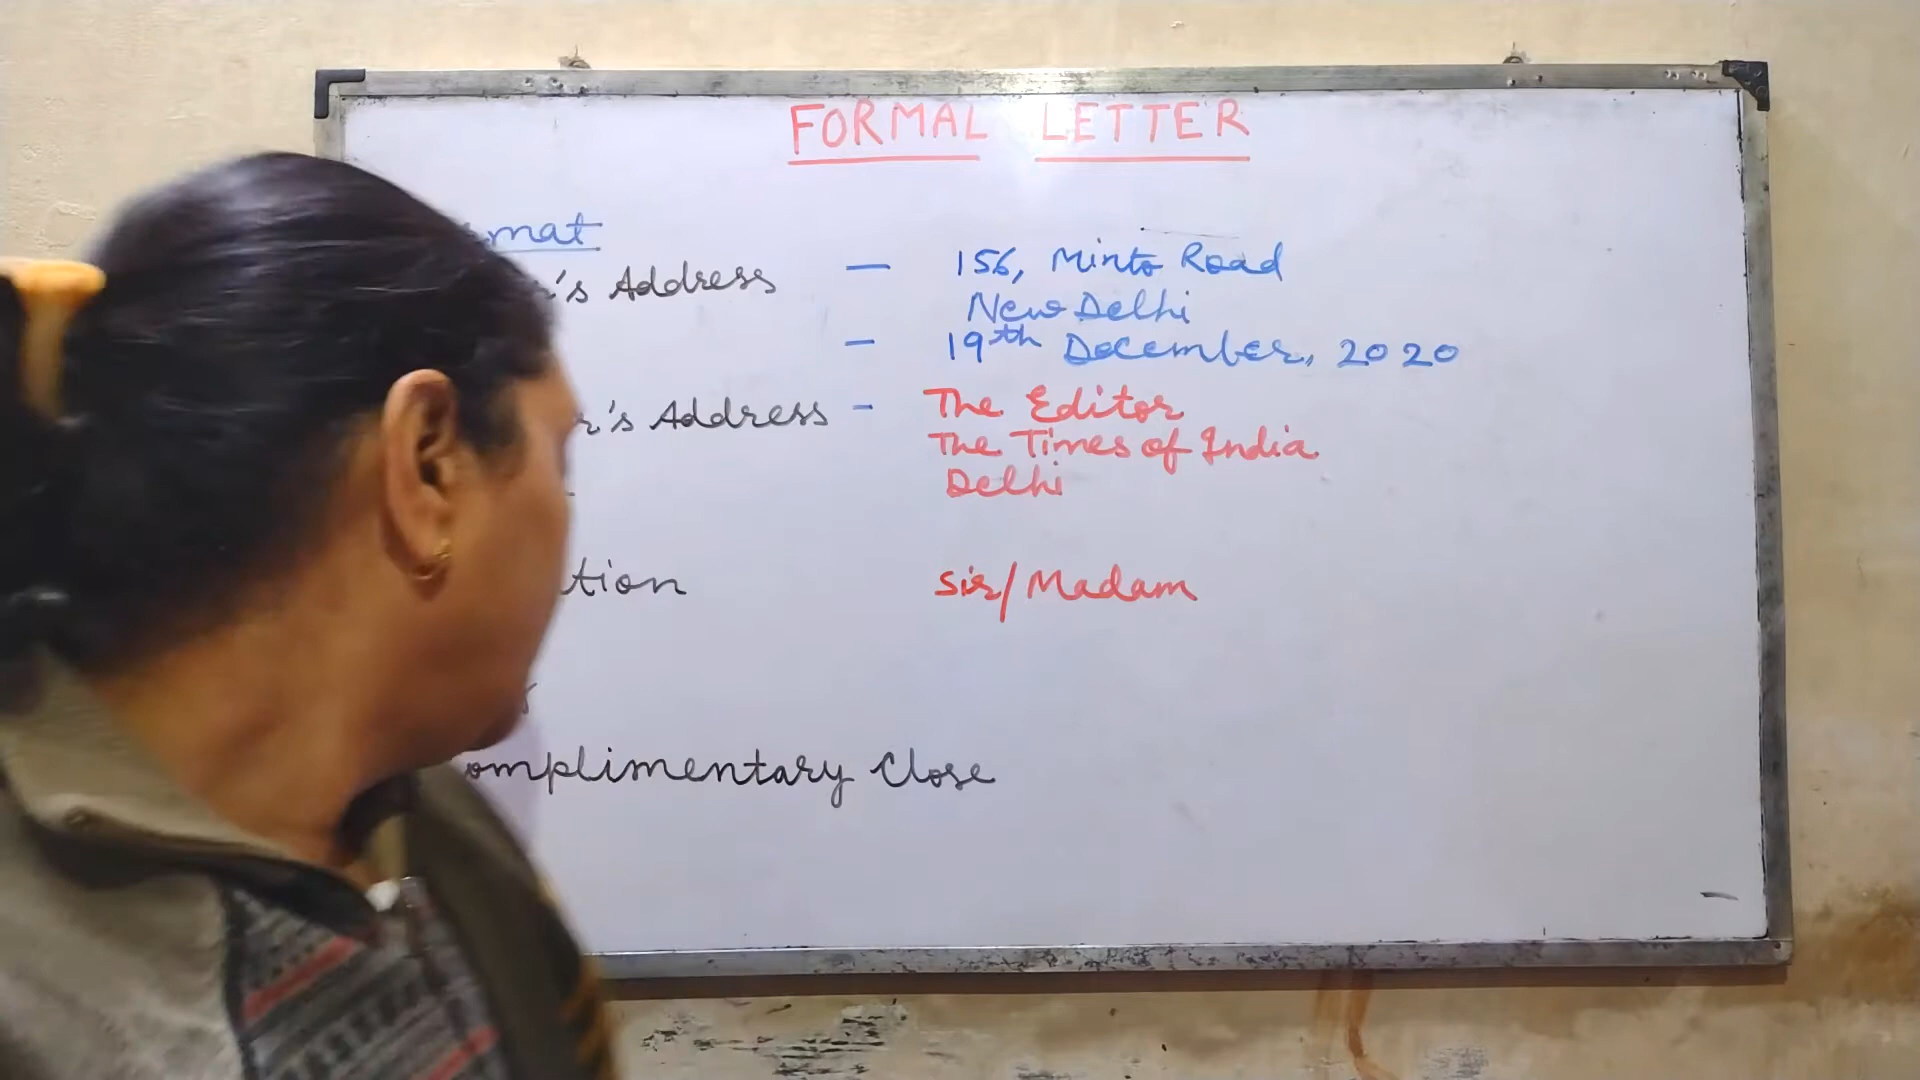 FORMAL LETTER
mat
's Address — 156, Minto Road
New Delhi
— 19th December, 2020
r's Address - The Editor
The Times of India
Delhi
ation Sir/Madam
omplimentary Close